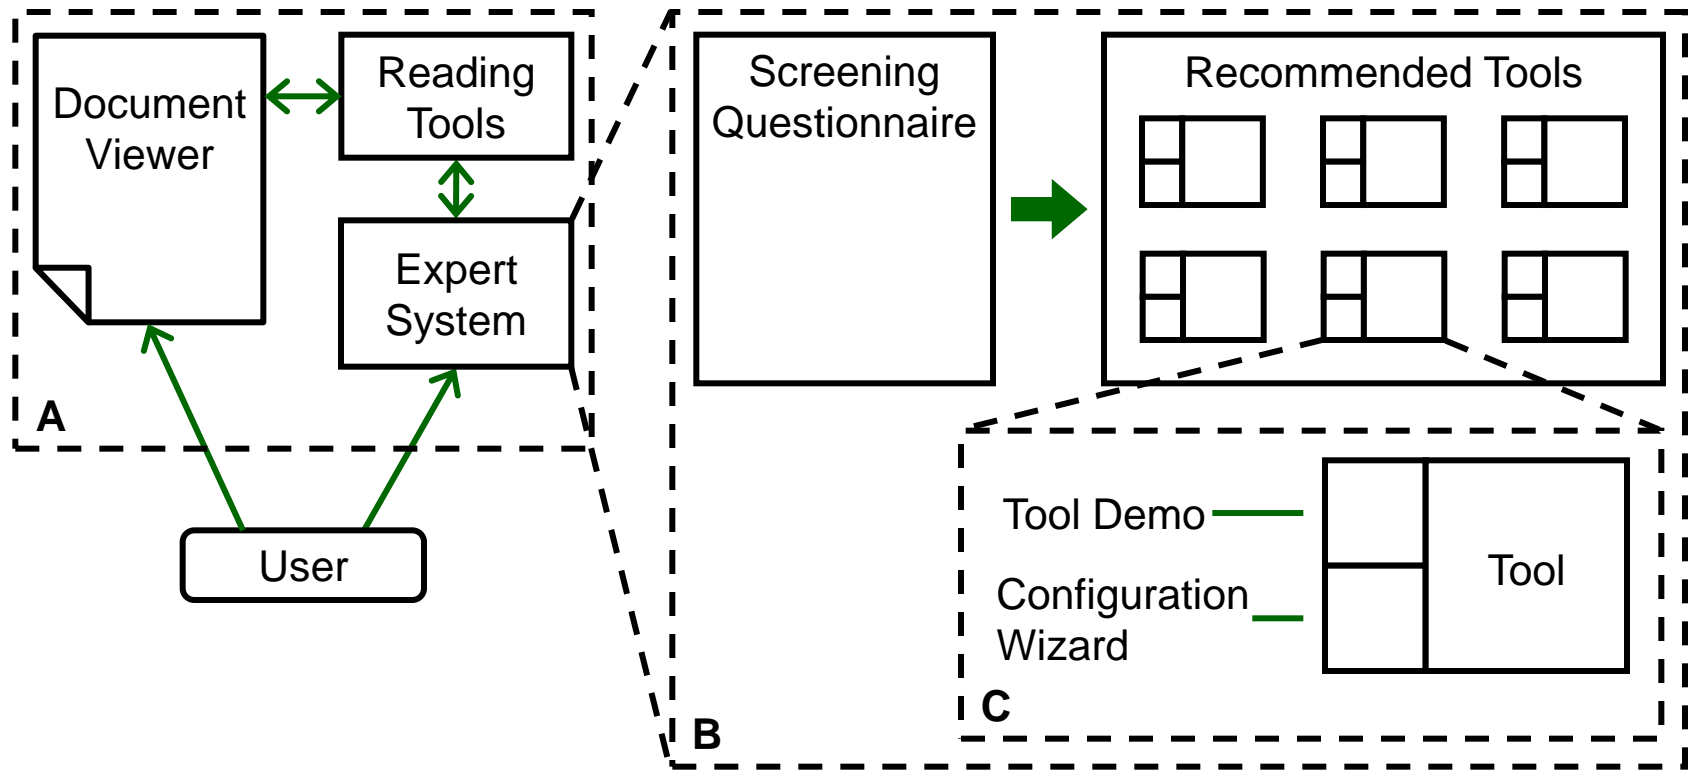 Document
Viewer
Reading
Tools
Expert
System
A
User
Screening
Questionnaire
Recommended Tools
Tool Demo
Configuration
Wizard
Tool
C
B